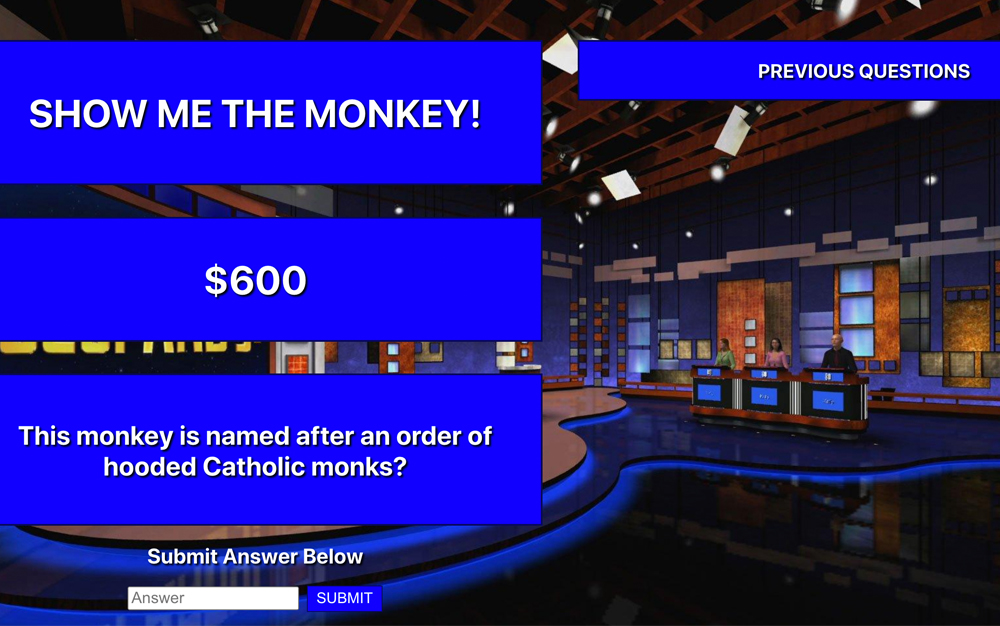 SHOW ME THE MONKEY!
PREVIOUS QUESTIONS
$600
This monkey is named after an order of
hooded Catholic monks?
Submit Answer Below
Answer
SUBMIT